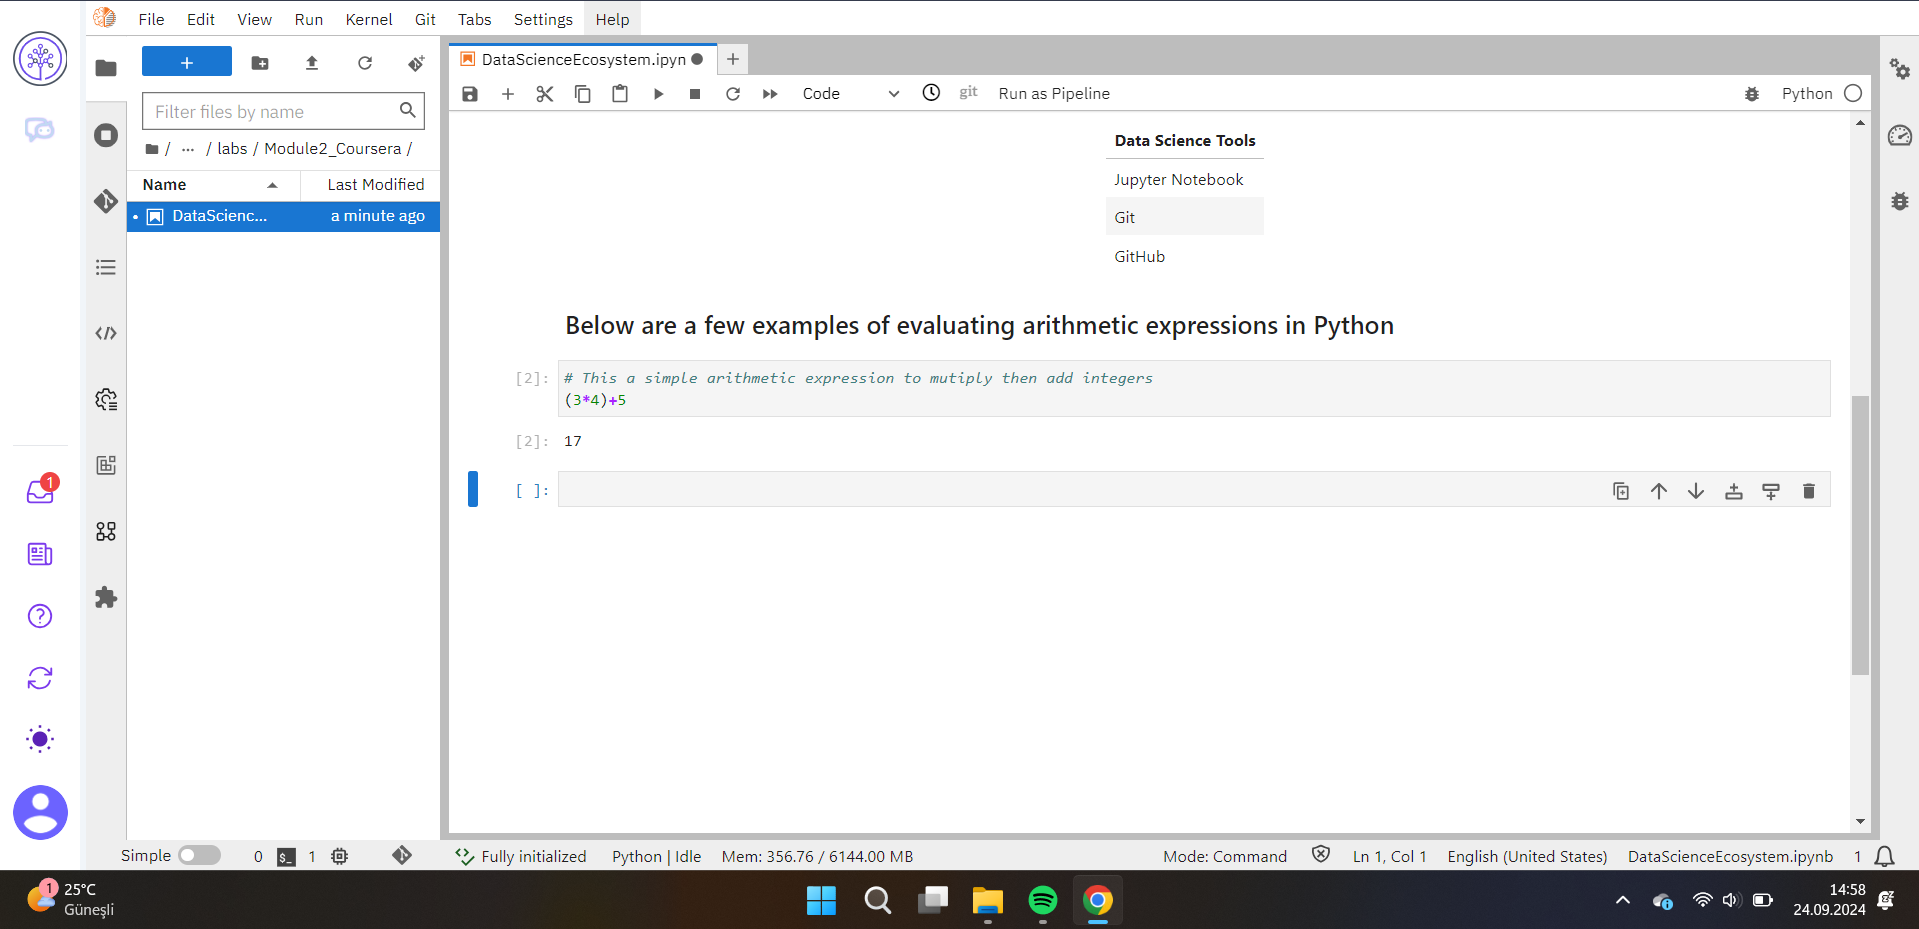 File Edit View Run Kernel Git Tabs Settings Help
Filter files by name
/ ... / labs / Module2_Coursera /
Name Last Modified
DataScienc... a minute ago
DataScienceEcosystem.ipyn
Code git Run as Pipeline Python
Data Science Tools
Jupyter Notebook
Git
GitHub
Below are a few examples of evaluating arithmetic expressions in Python
[2]: # This a simple arithmetic expression to mutiply then add integers
(3*4)+5
[2]: 17
[ ]:
1
Simple 0 $_ 1 Fully initialized Python | Idle Mem: 356.76 / 6144.00 MB Mode: Command Ln 1, Col 1 English (United States) DataScienceEcosystem.ipynb 1
1 25°C
Güneşli
14:58
24.09.2024